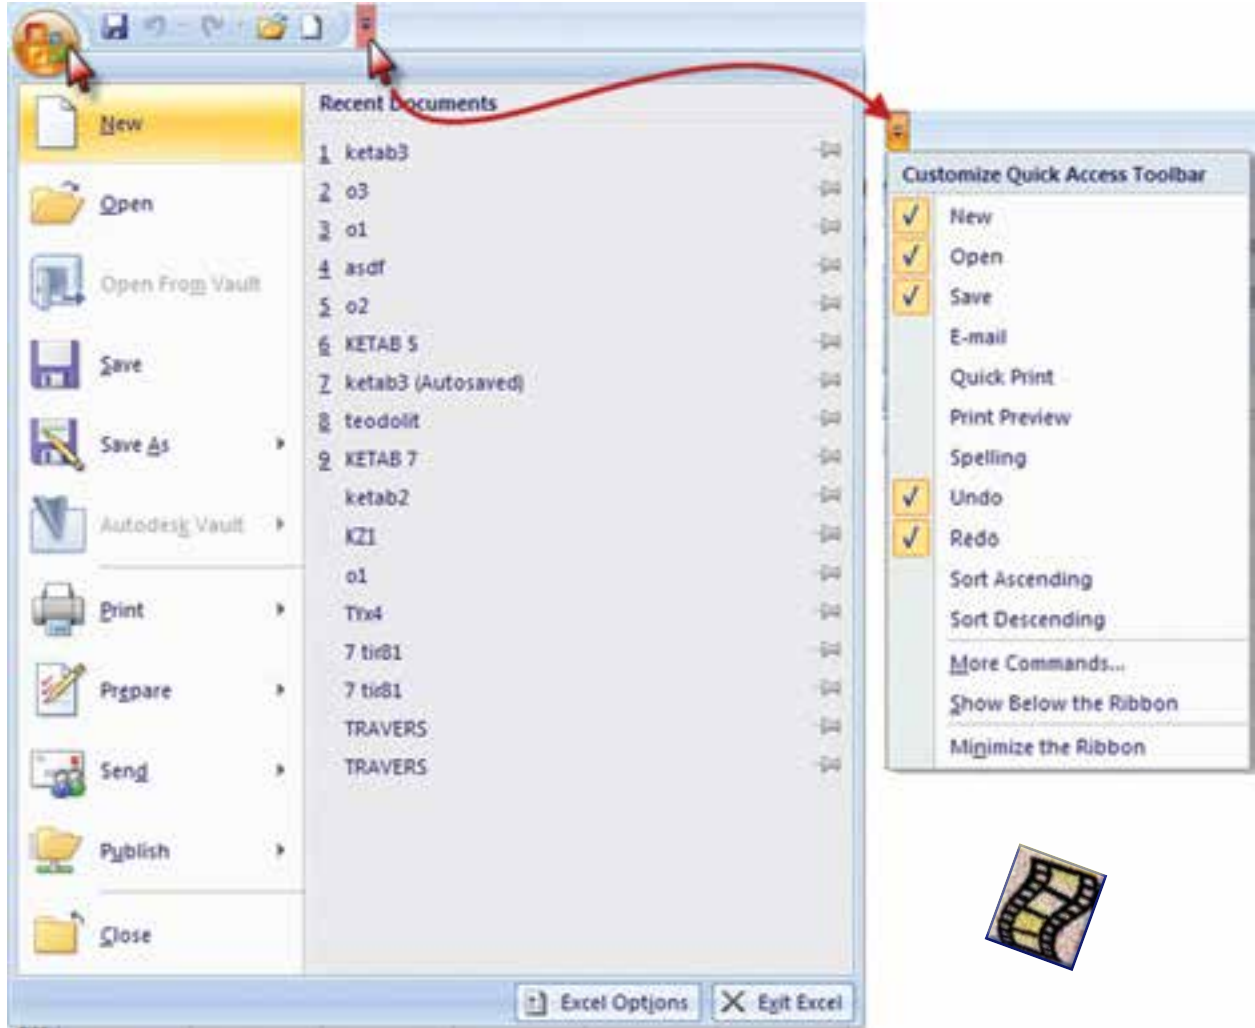 New
Open
Open From Vault
Save
Save As
Autodesk Vault
Print
Prepare
Send
Publish
Close
Recent Documents
1 ketab3
2 o3
3 o1
4 asdf
5 o2
6 KETAB 5
7 ketab3 (Autosaved)
8 teodolit
9 KETAB 7
ketab2
KZ1
o1
TYx4
7 tir81
7 tir81
TRAVERS
TRAVERS
Excel Options
Exit Excel
Customize Quick Access Toolbar
New
Open
Save
E-mail
Quick Print
Print Preview
Spelling
Undo
Redo
Sort Ascending
Sort Descending
More Commands...
Show Below the Ribbon
Minimize the Ribbon